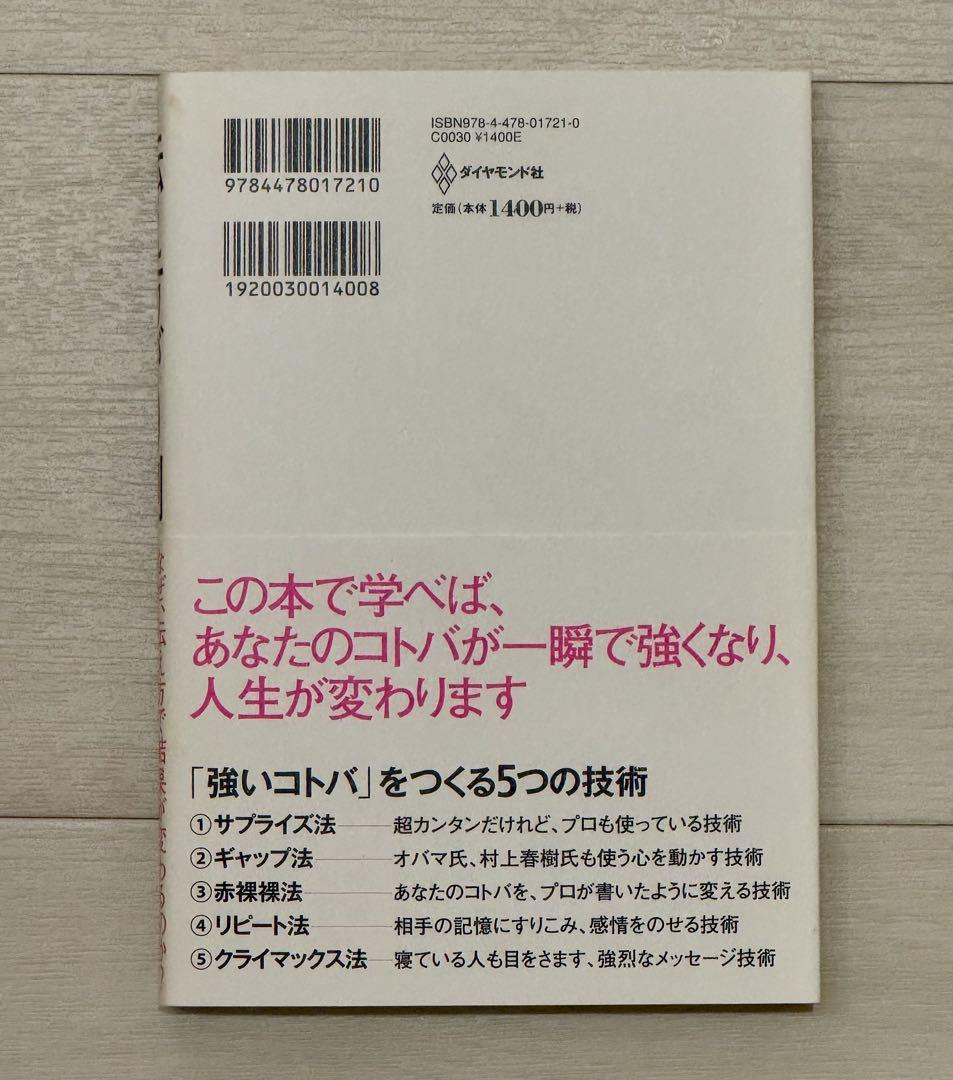 ISBN978-4-478-01721-0
C0030 ¥1400E
ダイヤモンド社
定価(本体1400円+税)
9784478017210
1920030014008
この本で学べば、
あなたのコトバが一瞬で強くなり、
人生が変わります
「強いコトバ」をつくる5つの技術
①サプライズ法――超カンタンだけれど、プロも使っている技術
②ギャップ法――オバマ氏、村上春樹氏も使う心を動かす技術
③赤裸裸法――あなたのコトバを、プロが書いたように変える技術
④リピート法――相手の記憶にすりこみ、感情をのせる技術
⑤クライマックス法―寝ている人も目をさます、強烈なメッセージ技術